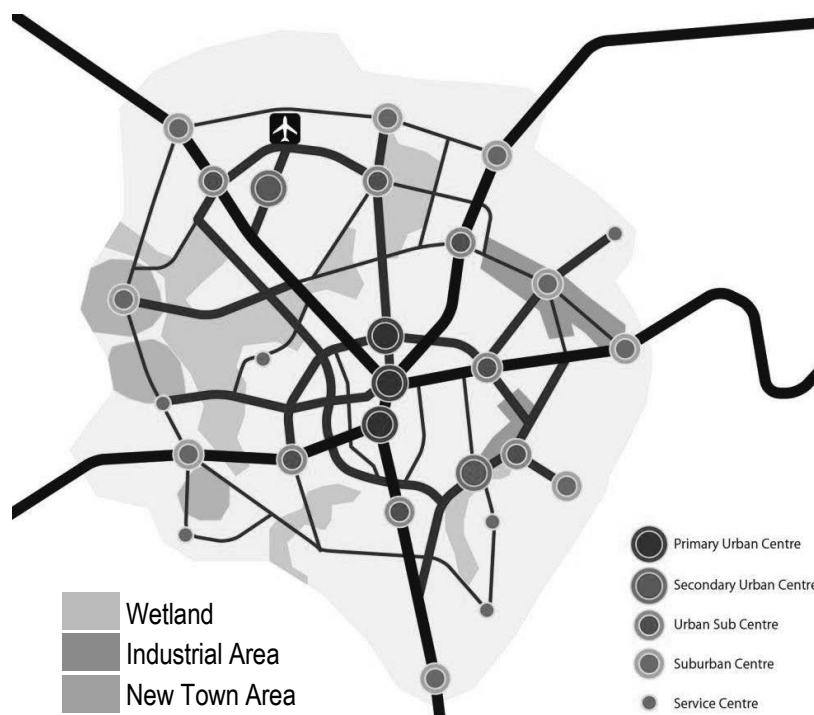 Primary Urban Centre
Secondary Urban Centre
Urban Sub Centre
Suburban Centre
Service Centre
Wetland
Industrial Area
New Town Area